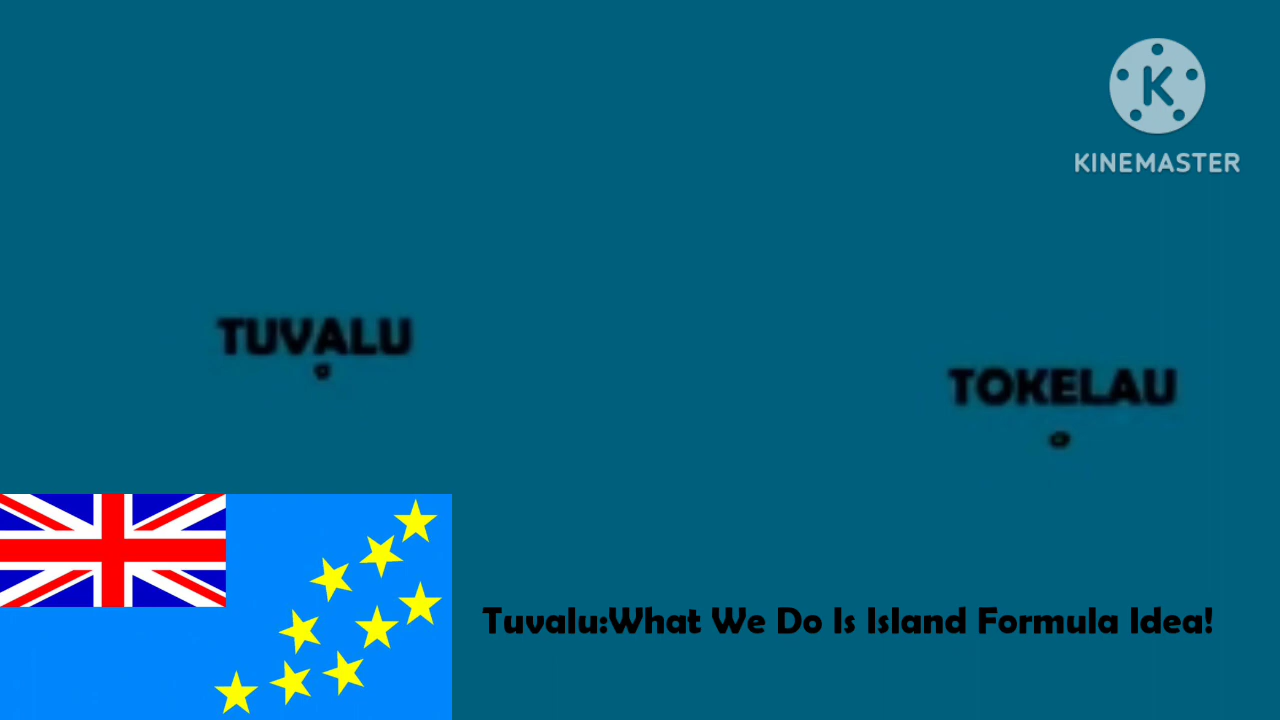 K
KINEMASTER
TUVALU
TOKELAU
Tuvalu:What We Do Is Island Formula Idea!